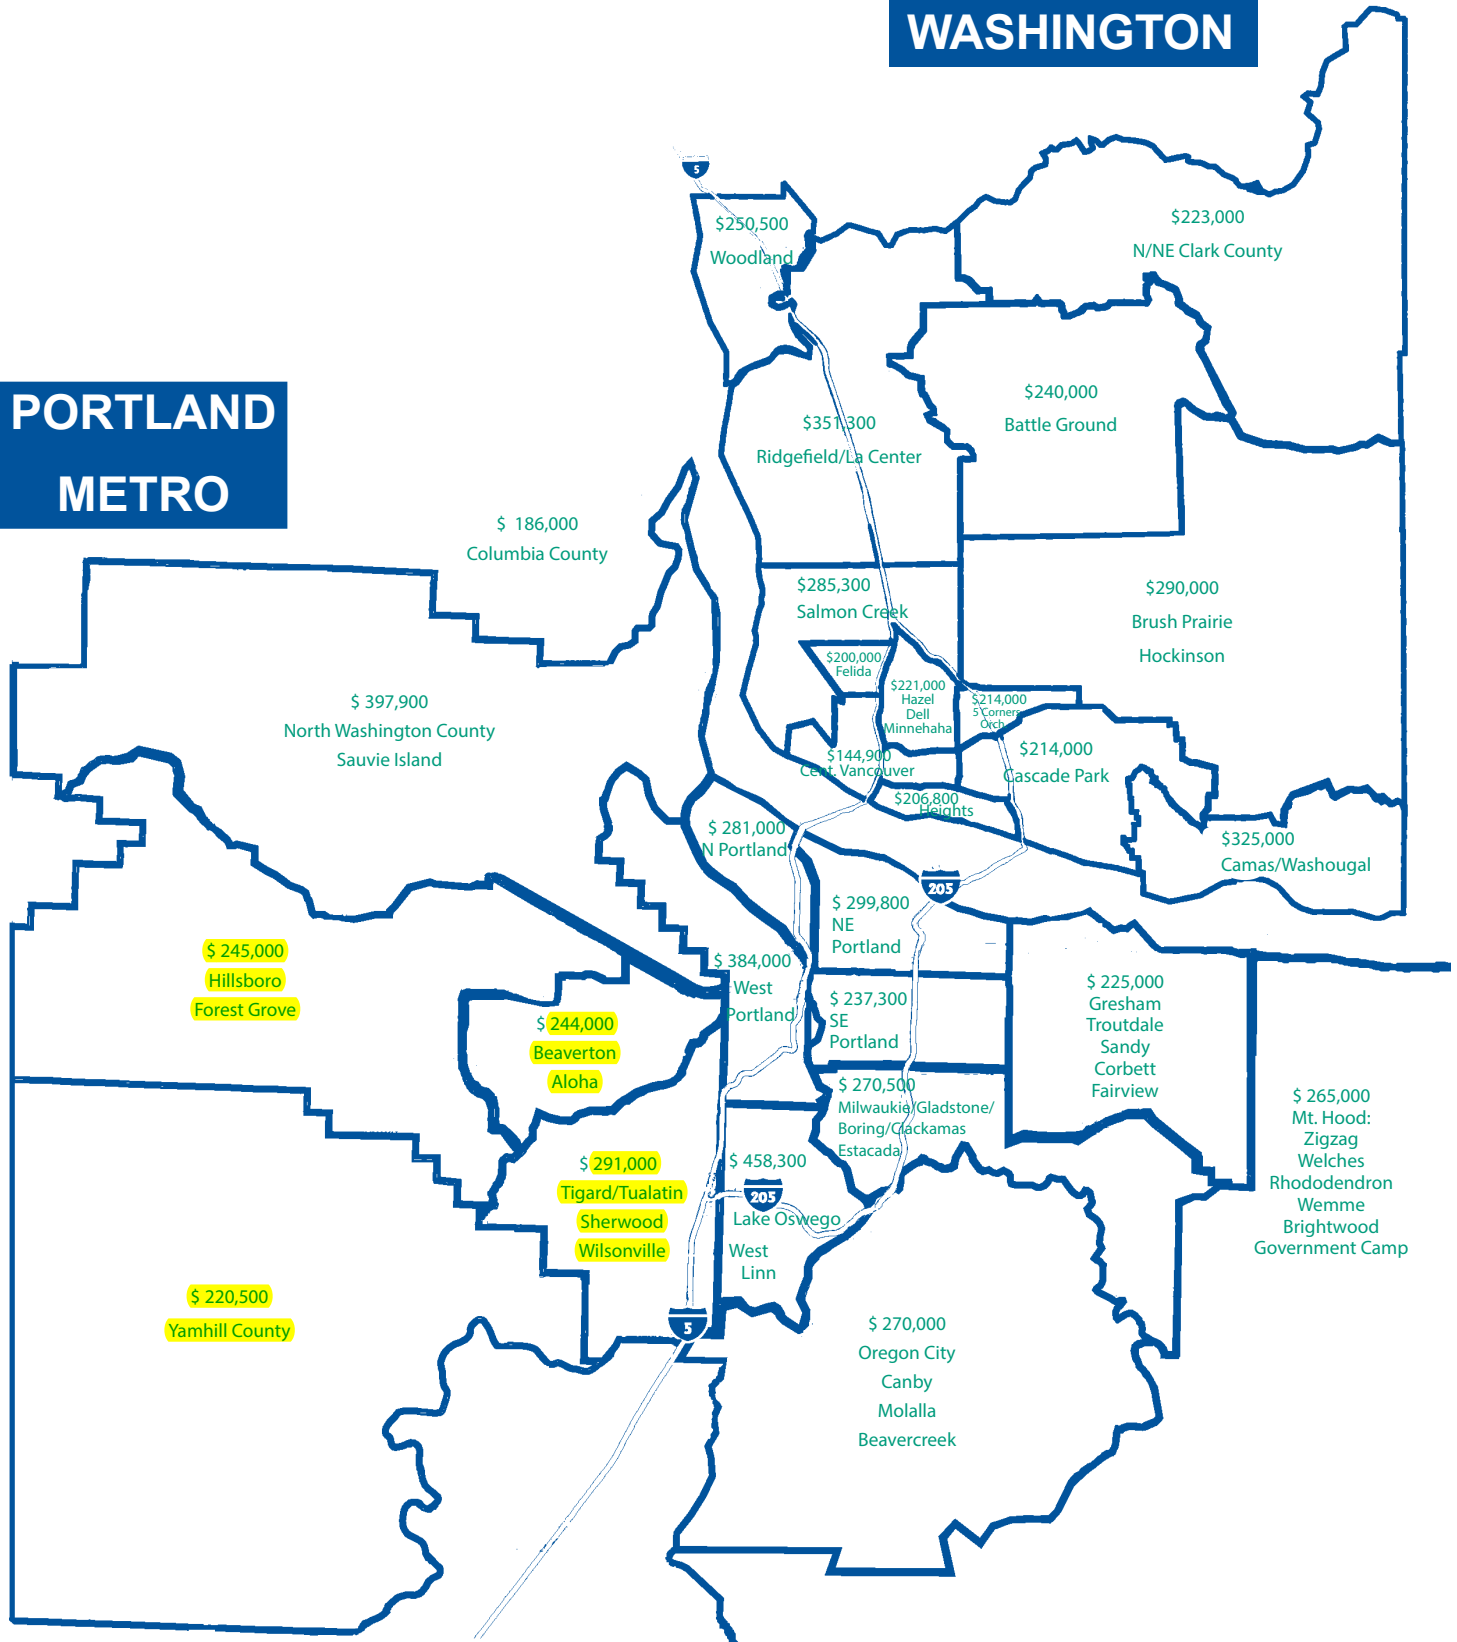 WASHINGTON
5
$250,500
Woodland
$223,000
N/NE Clark County
PORTLAND
METRO
$351,300
Ridgefield/La Center
$240,000
Battle Ground
$ 186,000
Columbia County
$285,300
Salmon Creek
$290,000
Brush Prairie
Hockinson
$200,000
Felida
$221,000
Hazel
Dell
Minnehaha
$214,000
5 Corners
Orch.
$ 397,900
North Washington County
Sauvie Island
$144,900
Cent. Vancouver
$214,000
Cascade Park
$206,800
Heights
$ 281,000
N Portland
$325,000
Camas/Washougal
205
$ 299,800
NE
Portland
$ 245,000
Hillsboro
Forest Grove
$ 384,000
West
Portland
$ 237,300
SE
Portland
$ 225,000
Gresham
Troutdale
Sandy
Corbett
Fairview
$ 244,000
Beaverton
Aloha
$ 270,500
Milwaukie/Gladstone/
Boring/Clackamas
Estacada
$ 265,000
Mt. Hood:
Zigzag
Welches
Rhododendron
Wemme
Brightwood
Government Camp
$ 291,000
Tigard/Tualatin
Sherwood
Wilsonville
$ 458,300
205
Lake Oswego
West
Linn
$ 220,500
Yamhill County
5
$ 270,000
Oregon City
Canby
Molalla
Beavercreek